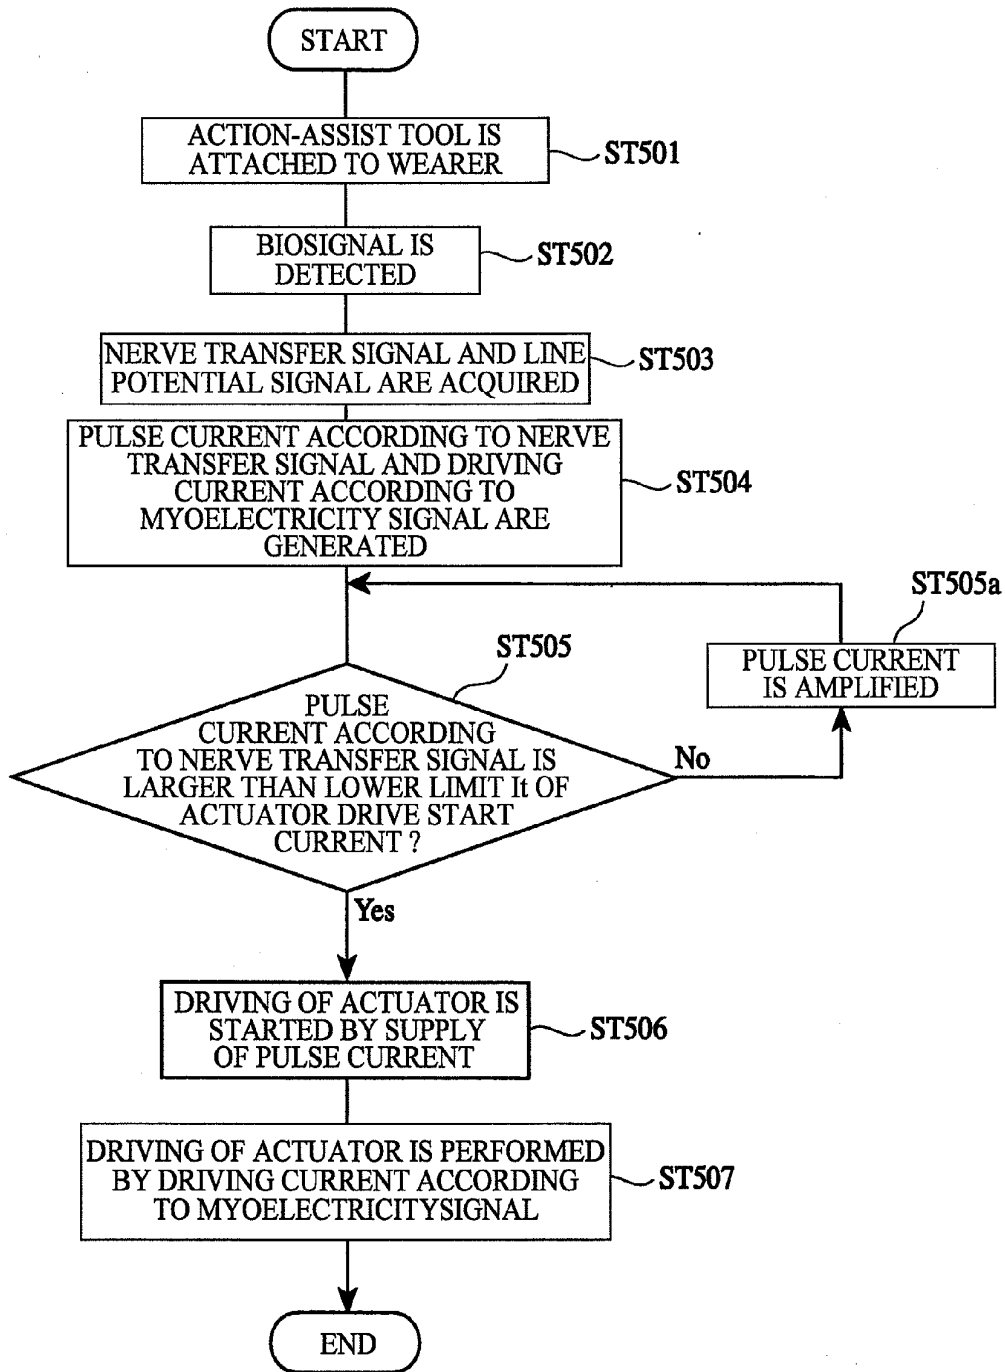 START
ACTION-ASSIST TOOL IS
ATTACHED TO WEARER
ST501
BIOSIGNAL IS
DETECTED
ST502
NERVE TRANSFER SIGNAL AND LINE
POTENTIAL SIGNAL ARE ACQUIRED
ST503
PULSE CURRENT ACCORDING TO NERVE
TRANSFER SIGNAL AND DRIVING
CURRENT ACCORDING TO
MYOELECTRICITY SIGNAL ARE
GENERATED
ST504
ST505a
PULSE CURRENT
IS AMPLIFIED
ST505
PULSE
CURRENT ACCORDING
TO NERVE TRANSFER SIGNAL IS
LARGER THAN LOWER LIMIT It OF
ACTUATOR DRIVE START
CURRENT ?
No
Yes
DRIVING OF ACTUATOR IS
STARTED BY SUPPLY
OF PULSE CURRENT
ST506
DRIVING OF ACTUATOR IS PERFORMED
BY DRIVING CURRENT ACCORDING
TO MYOELECTRICITYSIGNAL
ST507
END